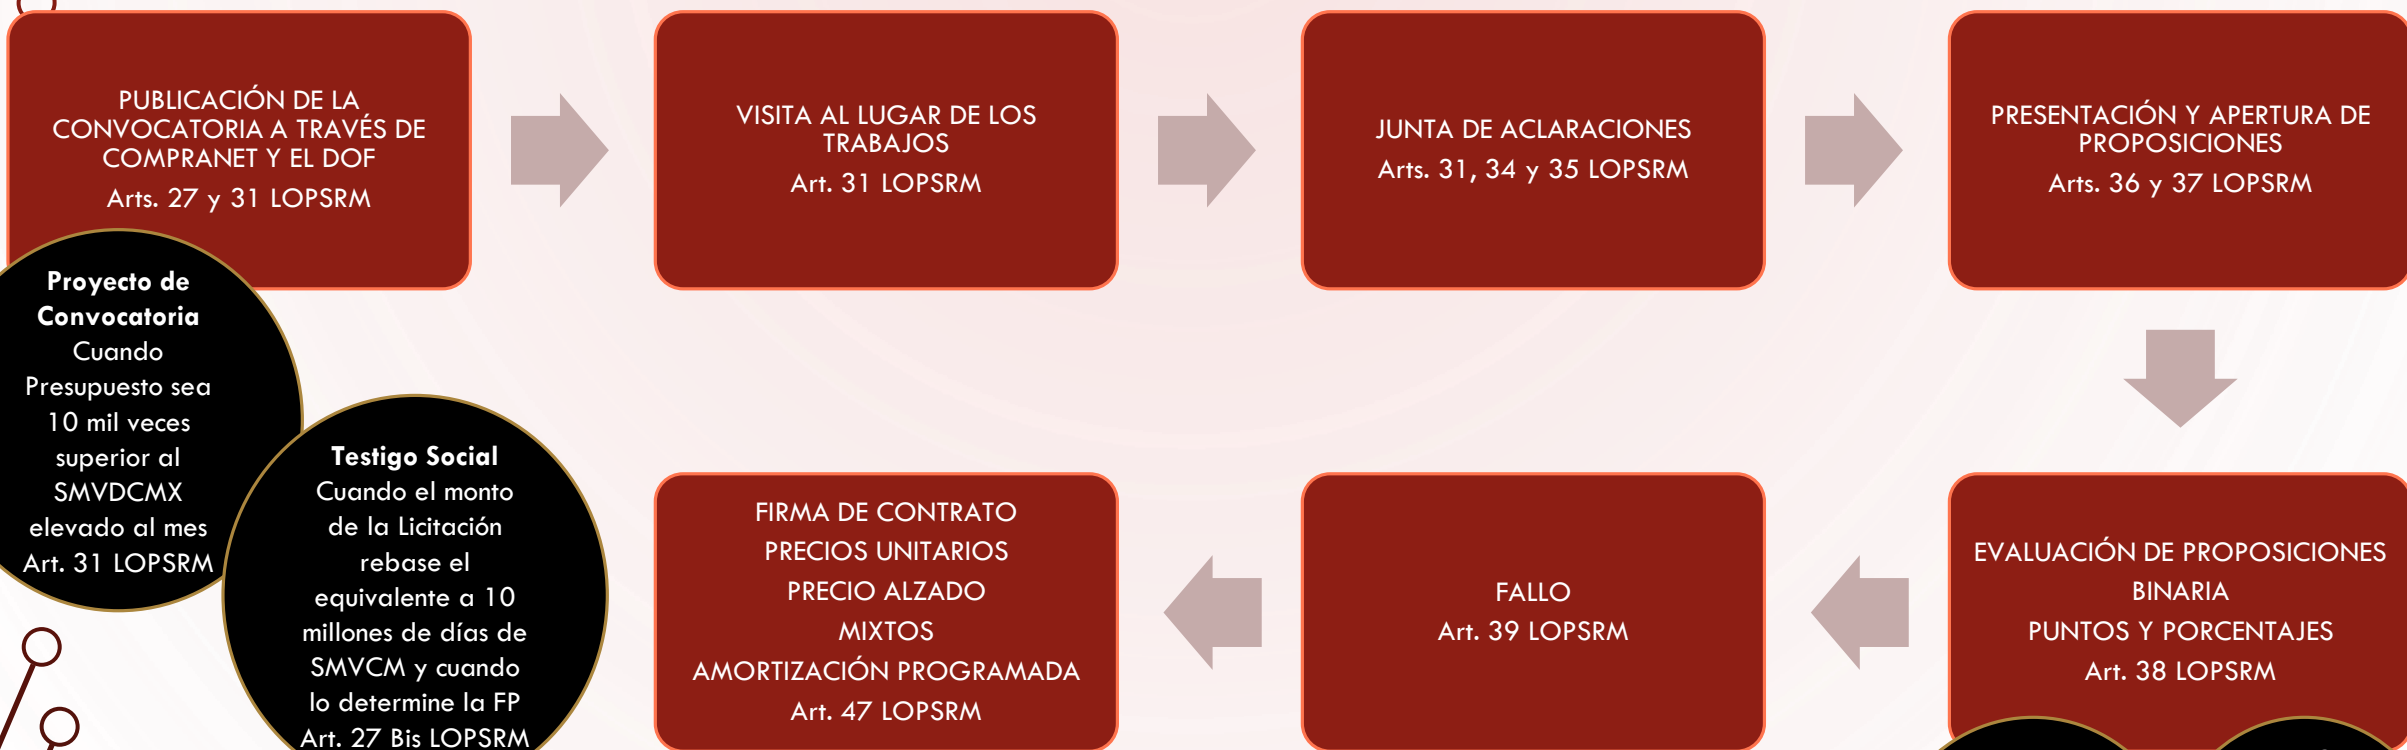 PUBLICACIÓN DE LA
CONVOCATORIA A TRAVÉS DE
COMPRANET Y EL DOF
Arts. 27 y 31 LOPSRM
VISITA AL LUGAR DE LOS
TRABAJOS
Art. 31 LOPSRM
JUNTA DE ACLARACIONES
Arts. 31, 34 y 35 LOPSRM
PRESENTACIÓN Y APERTURA DE
PROPOSICIONES
Arts. 36 y 37 LOPSRM
Proyecto de
Convocatoria
Cuando
Presupuesto sea
10 mil veces
superior al
SMVDCMX
elevado al mes
Art. 31 LOPSRM
Testigo Social
Cuando el monto
de la Licitación
rebase el
equivalente a 10
millones de días de
SMVCM y cuando
lo determine la FP
Art. 27 Bis LOPSRM
FIRMA DE CONTRATO
PRECIOS UNITARIOS
PRECIO ALZADO
MIXTOS
AMORTIZACIÓN PROGRAMADA
Art. 47 LOPSRM
FALLO
Art. 39 LOPSRM
EVALUACIÓN DE PROPOSICIONES
BINARIA
PUNTOS Y PORCENTAJES
Art. 38 LOPSRM